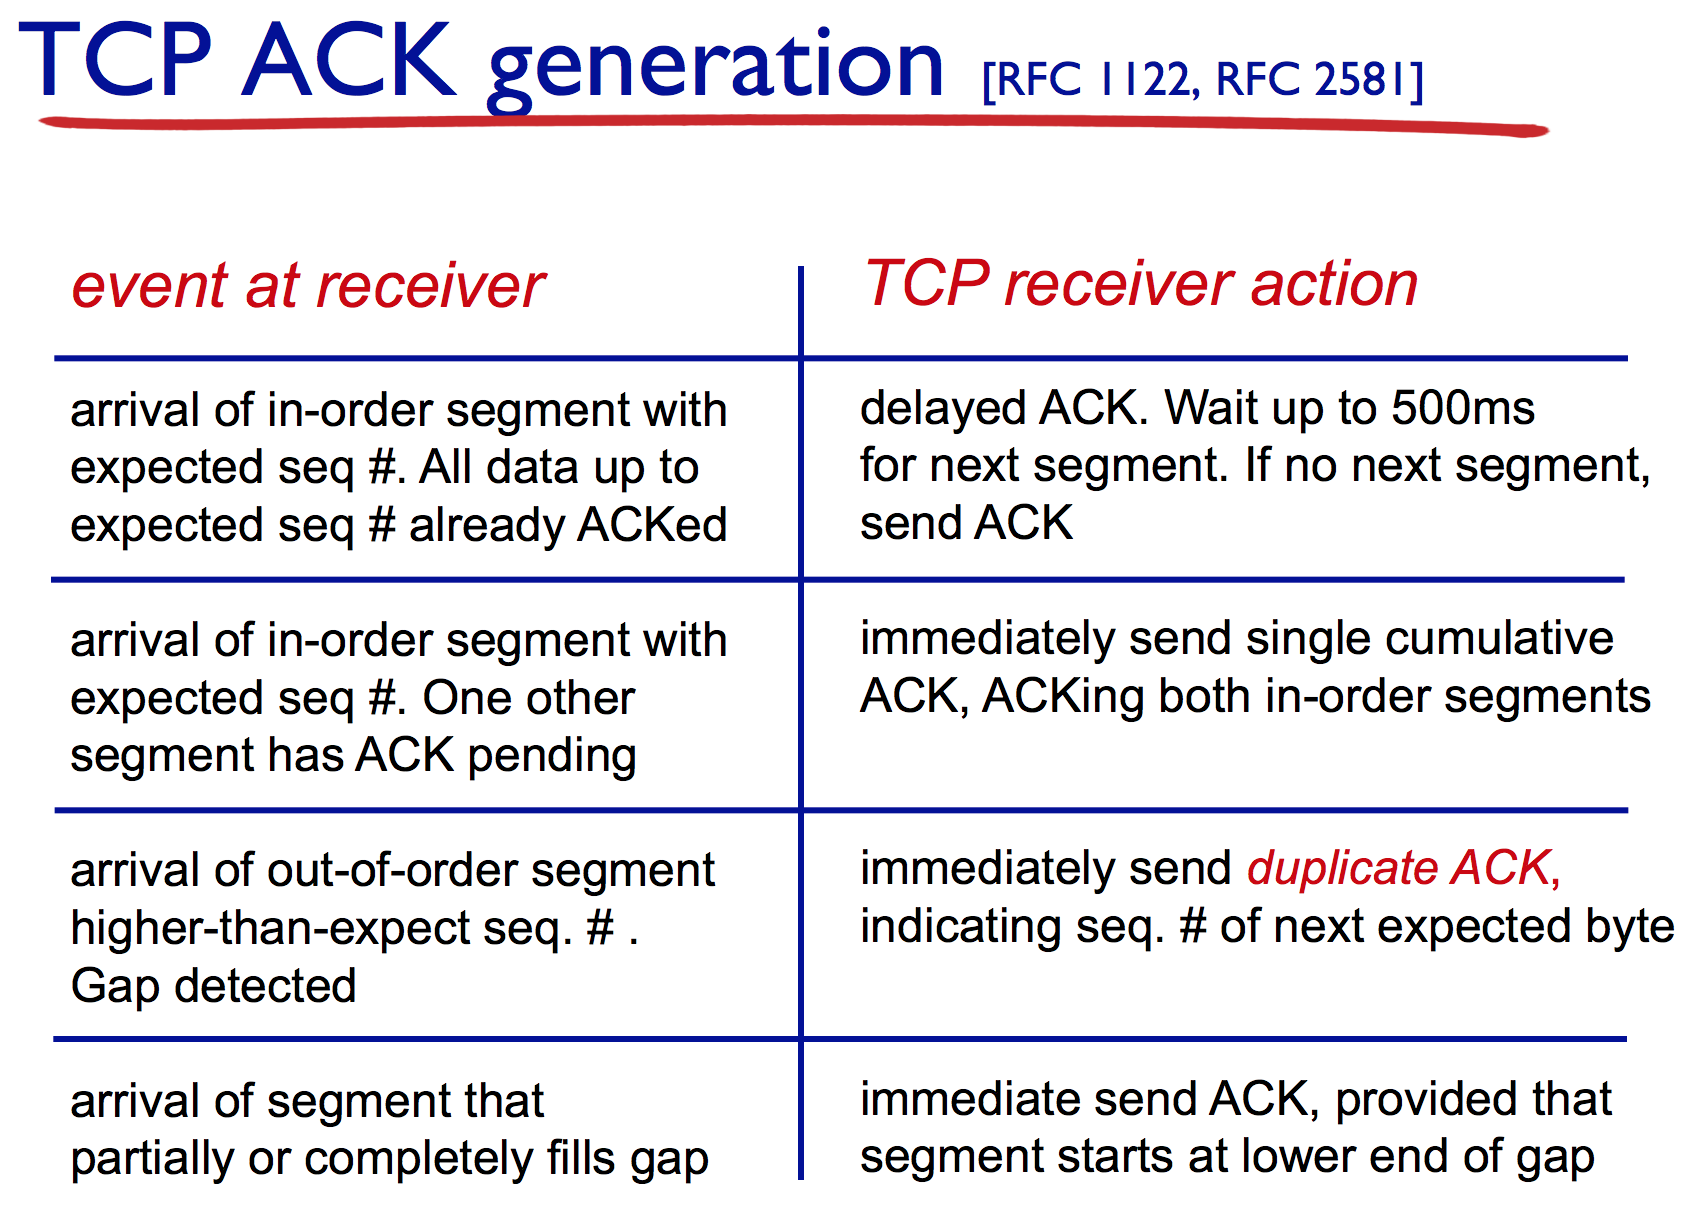 TCP ACK generation [RFC 1122, RFC 2581]
event at receiver
TCP receiver action
arrival of in-order segment with
expected seq #. All data up to
expected seq # already ACKed
delayed ACK. Wait up to 500ms
for next segment. If no next segment,
send ACK
arrival of in-order segment with
expected seq #. One other
segment has ACK pending
immediately send single cumulative
ACK, ACKing both in-order segments
arrival of out-of-order segment
higher-than-expect seq. # .
Gap detected
immediately send duplicate ACK,
indicating seq. # of next expected byte
arrival of segment that
partially or completely fills gap
immediate send ACK, provided that
segment starts at lower end of gap